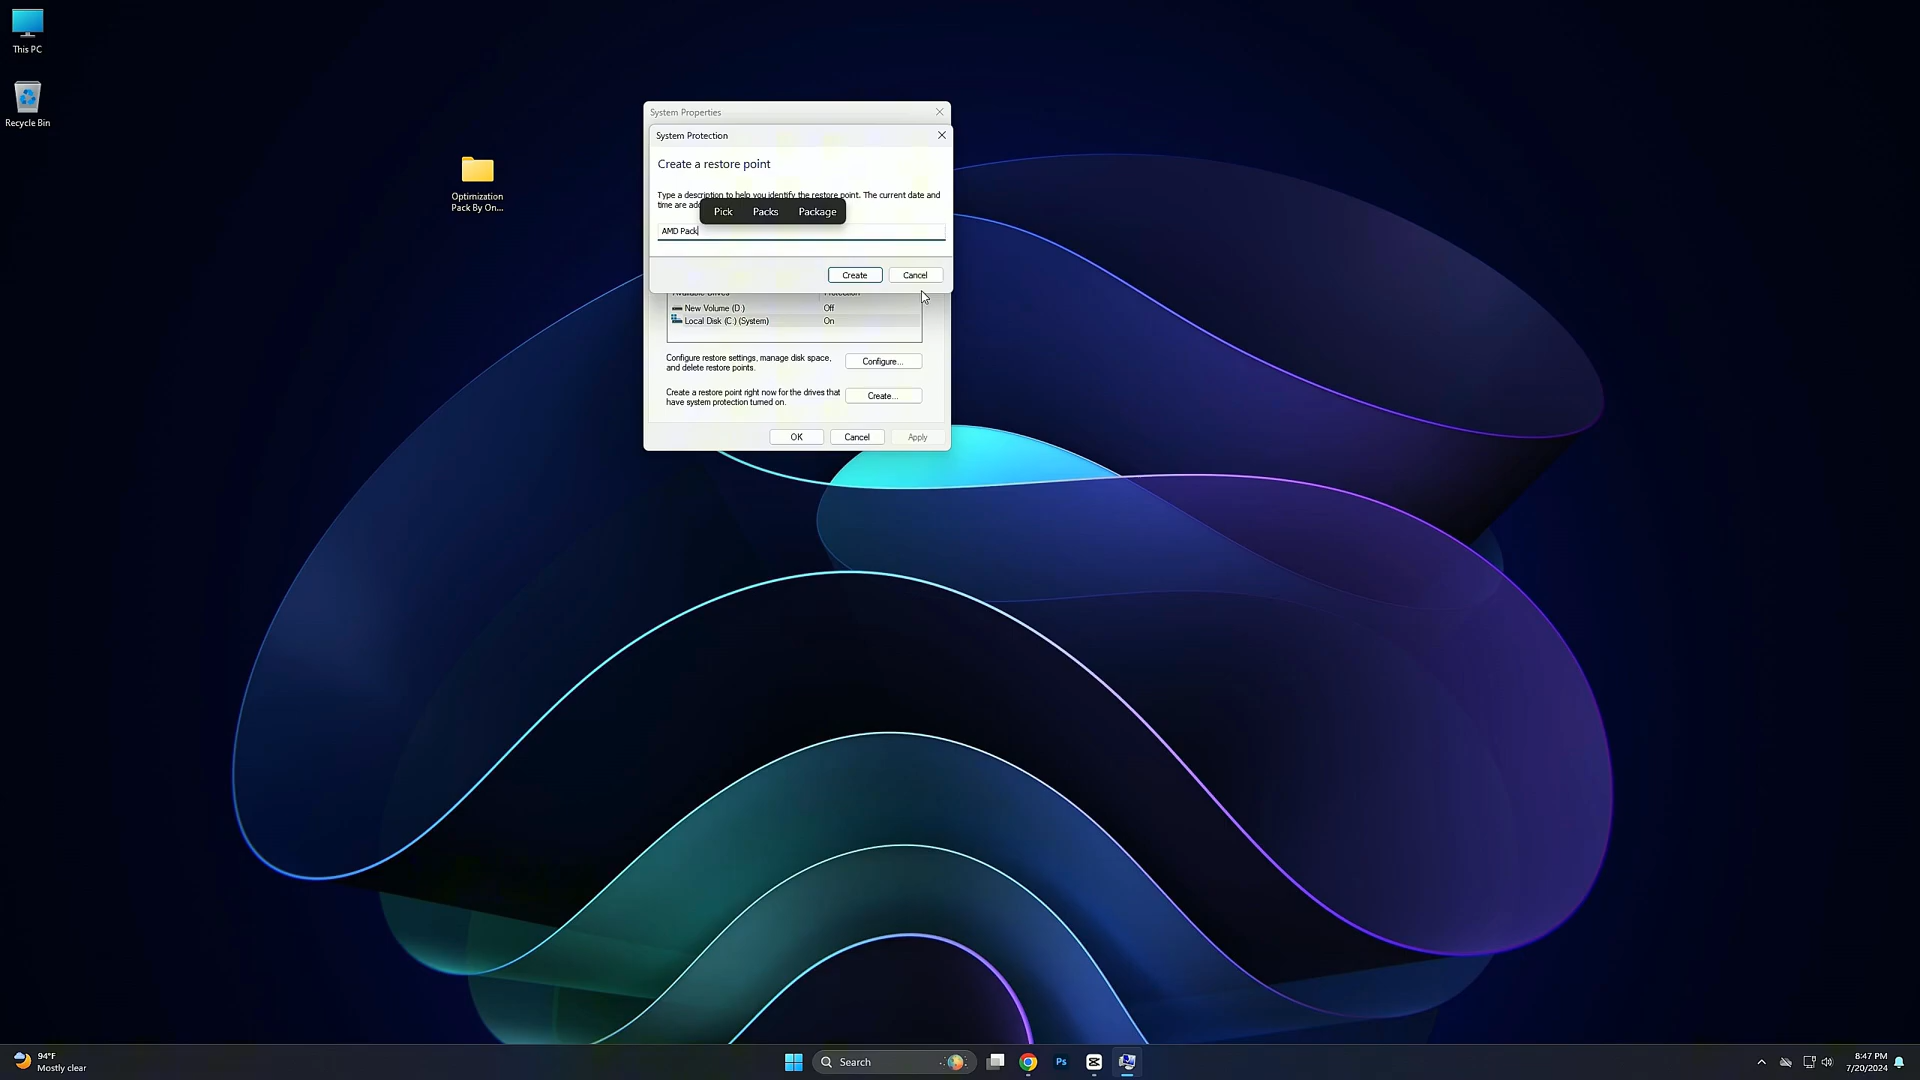 This PC
Recycle Bin
Optimization
Pack By On...
System Properties
System Protection
Create a restore point
Type a description to help you identify the restore point. The current date and
time are ad
Pick Packs Package
AMD Pack
Create Cancel
Available Drives Protection
New Volume (D:) Off
Local Disk (C:) (System) On
Configure restore settings, manage disk space,
and delete restore points.
Configure...
Create a restore point right now for the drives that
have system protection turned on.
Create...
OK Cancel Apply
94°F
Mostly clear
Search
Ps
8:47 PM
7/20/2024